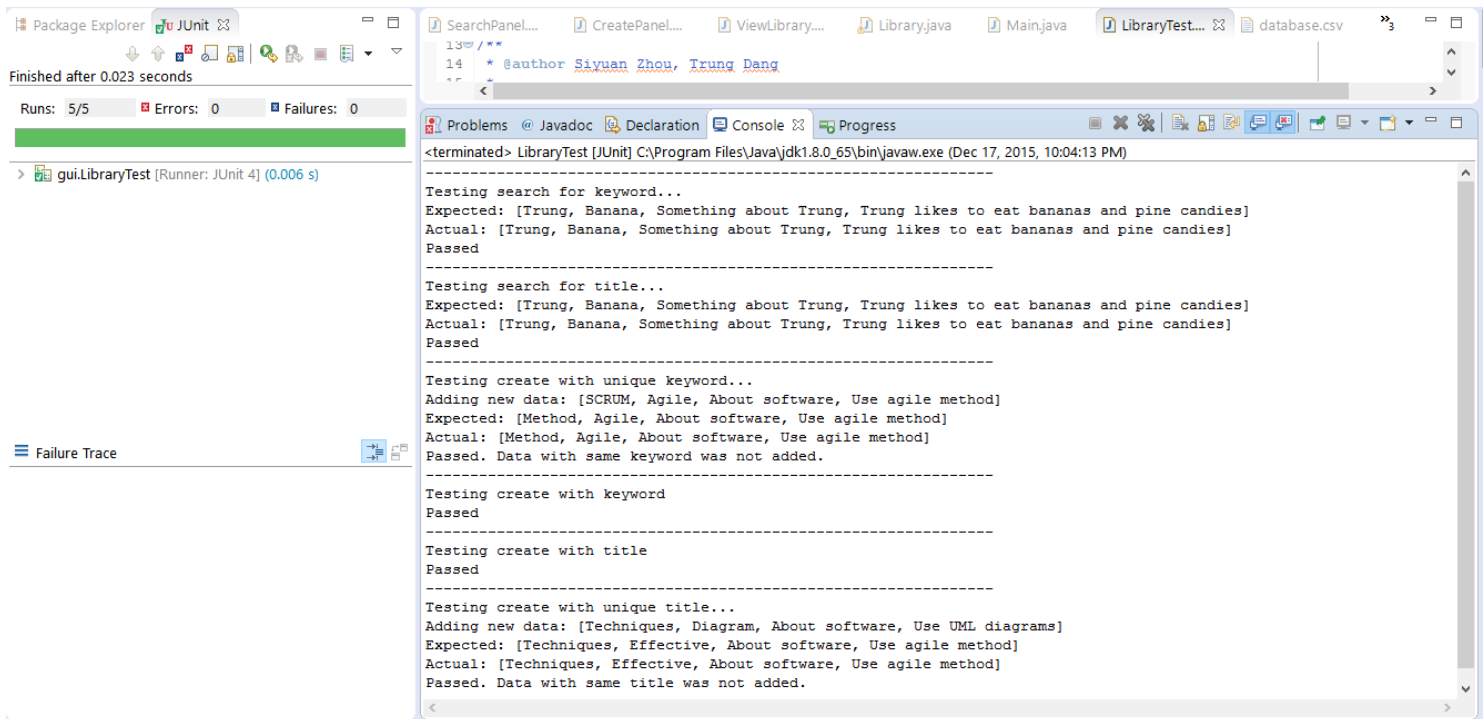 Package Explorer JUnit
Finished after 0.023 seconds
Runs: 5/5 Errors: 0 Failures: 0
gui.LibraryTest [Runner: JUnit 4] (0.006 s)
Failure Trace
SearchPanel.... CreatePanel.... ViewLibrary.... Library.java Main.java LibraryTest.... database.csv »3
13 /**
14 * @author Siyuan Zhou, Trung Dang
15 *
Problems @ Javadoc Declaration Console Progress
<terminated> LibraryTest [JUnit] C:\Program Files\Java\jdk1.8.0_65\bin\javaw.exe (Dec 17, 2015, 10:04:13 PM)
----------------------------------------------------------------
Testing search for keyword...
Expected: [Trung, Banana, Something about Trung, Trung likes to eat bananas and pine candies]
Actual: [Trung, Banana, Something about Trung, Trung likes to eat bananas and pine candies]
Passed
----------------------------------------------------------------
Testing search for title...
Expected: [Trung, Banana, Something about Trung, Trung likes to eat bananas and pine candies]
Actual: [Trung, Banana, Something about Trung, Trung likes to eat bananas and pine candies]
Passed
----------------------------------------------------------------
Testing create with unique keyword...
Adding new data: [SCRUM, Agile, About software, Use agile method]
Expected: [Method, Agile, About software, Use agile method]
Actual: [Method, Agile, About software, Use agile method]
Passed. Data with same keyword was not added.
----------------------------------------------------------------
Testing create with keyword
Passed
----------------------------------------------------------------
Testing create with title
Passed
----------------------------------------------------------------
Testing create with unique title...
Adding new data: [Techniques, Diagram, About software, Use UML diagrams]
Expected: [Techniques, Effective, About software, Use agile method]
Actual: [Techniques, Effective, About software, Use agile method]
Passed. Data with same title was not added.